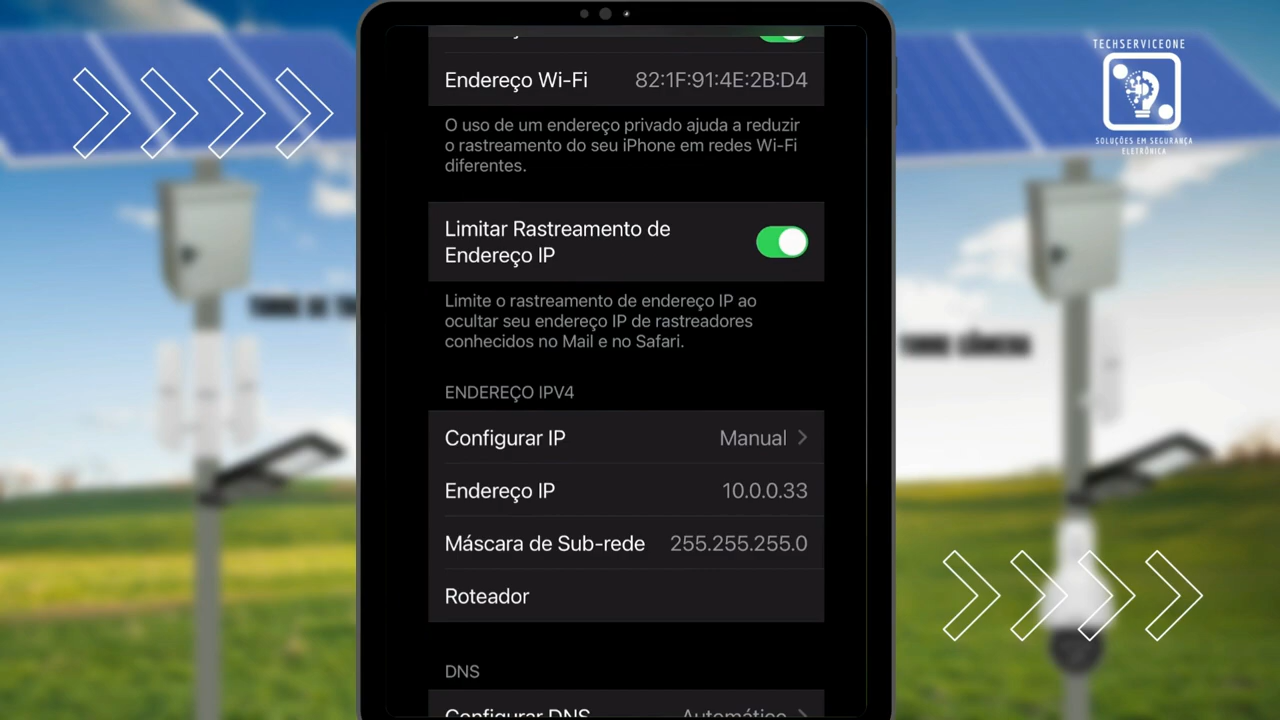 TECHSERVICEONE
SOLUÇÕES EM SEGURANÇA
ELETRÔNICA
Endereço Wi-Fi 82:1F:91:4E:2B:D4
O uso de um endereço privado ajuda a reduzir
o rastreamento do seu iPhone em redes Wi-Fi
diferentes.
Limitar Rastreamento de
Endereço IP
Limite o rastreamento de endereço IP ao
ocultar seu endereço IP de rastreadores
conhecidos no Mail e no Safari.
TORRE CÂMERA
ENDEREÇO IPV4
Configurar IP Manual
Endereço IP 10.0.0.33
Máscara de Sub-rede 255.255.255.0
Roteador
DNS
Configurar DNS Automático